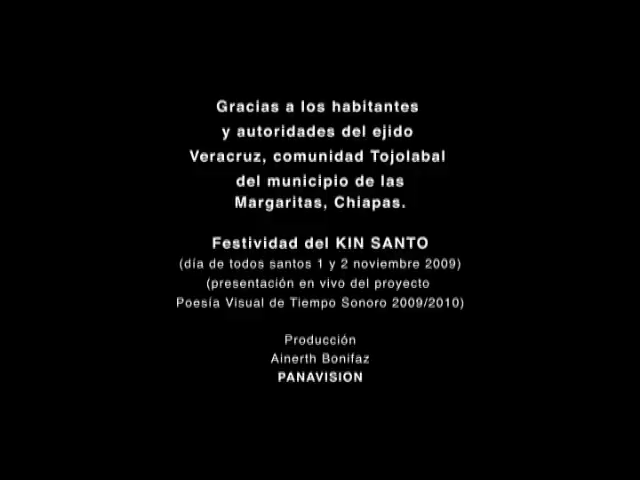 Gracias a los habitantes
y autoridades del ejido
Veracruz, comunidad Tojolabal
del municipio de las
Margaritas, Chiapas.
Festividad del KIN SANTO
(día de todos santos 1 y 2 noviembre 2009)
(presentación en vivo del proyecto
Poesía Visual de Tiempo Sonoro 2009/2010)
Producción
Ainerth Bonifaz
PANAVISION